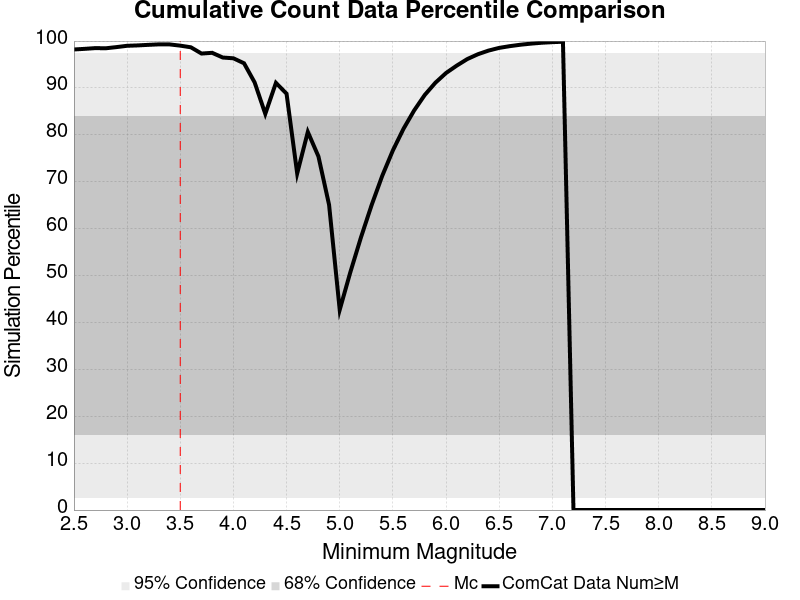 Cumulative Count Data Percentile Comparison
Simulation Percentile
100
90
80
70
60
50
40
30
20
10
0
2.5 3.0 3.5 4.0 4.5 5.0 5.5 6.0 6.5 7.0 7.5 8.0 8.5 9.0
Minimum Magnitude
95% Confidence 68% Confidence Mc ComCat Data Num≥M